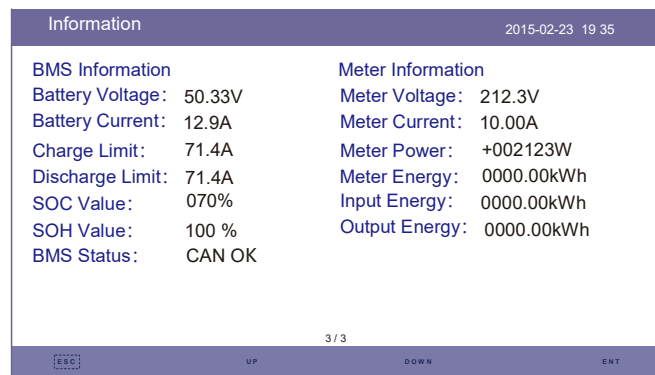 Information
2015-02-23 19 35
BMS Information
Battery Voltage: 50.33V
Battery Current: 12.9A
Charge Limit: 71.4A
Discharge Limit: 71.4A
SOC Value: 070%
SOH Value: 100 %
BMS Status: CAN OK
Meter Information
Meter Voltage: 212.3V
Meter Current: 10.00A
Meter Power: +002123W
Meter Energy: 0000.00kWh
Input Energy: 0000.00kWh
Output Energy: 0000.00kWh
3 / 3
ESC UP DOWN ENT